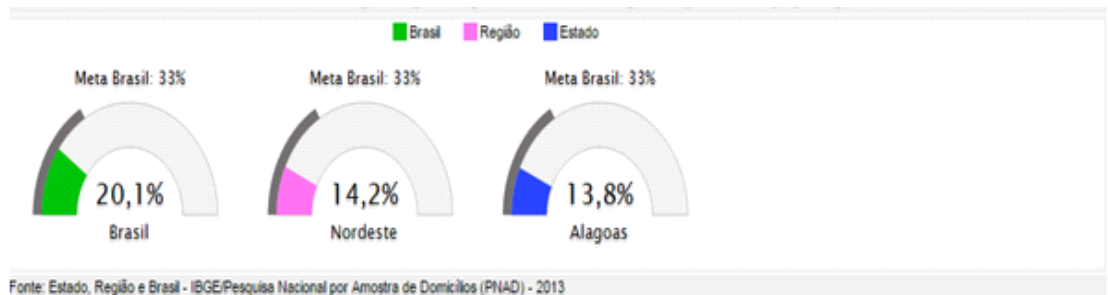 Brasil Região Estado
Meta Brasil: 33% Meta Brasil: 33% Meta Brasil: 33%
20,1% 14,2% 13,8%
Brasil Nordeste Alagoas
Fonte: Estado, Região e Brasil - IBGE/Pesquisa Nacional por Amostra de Domicílios (PNAD) - 2013